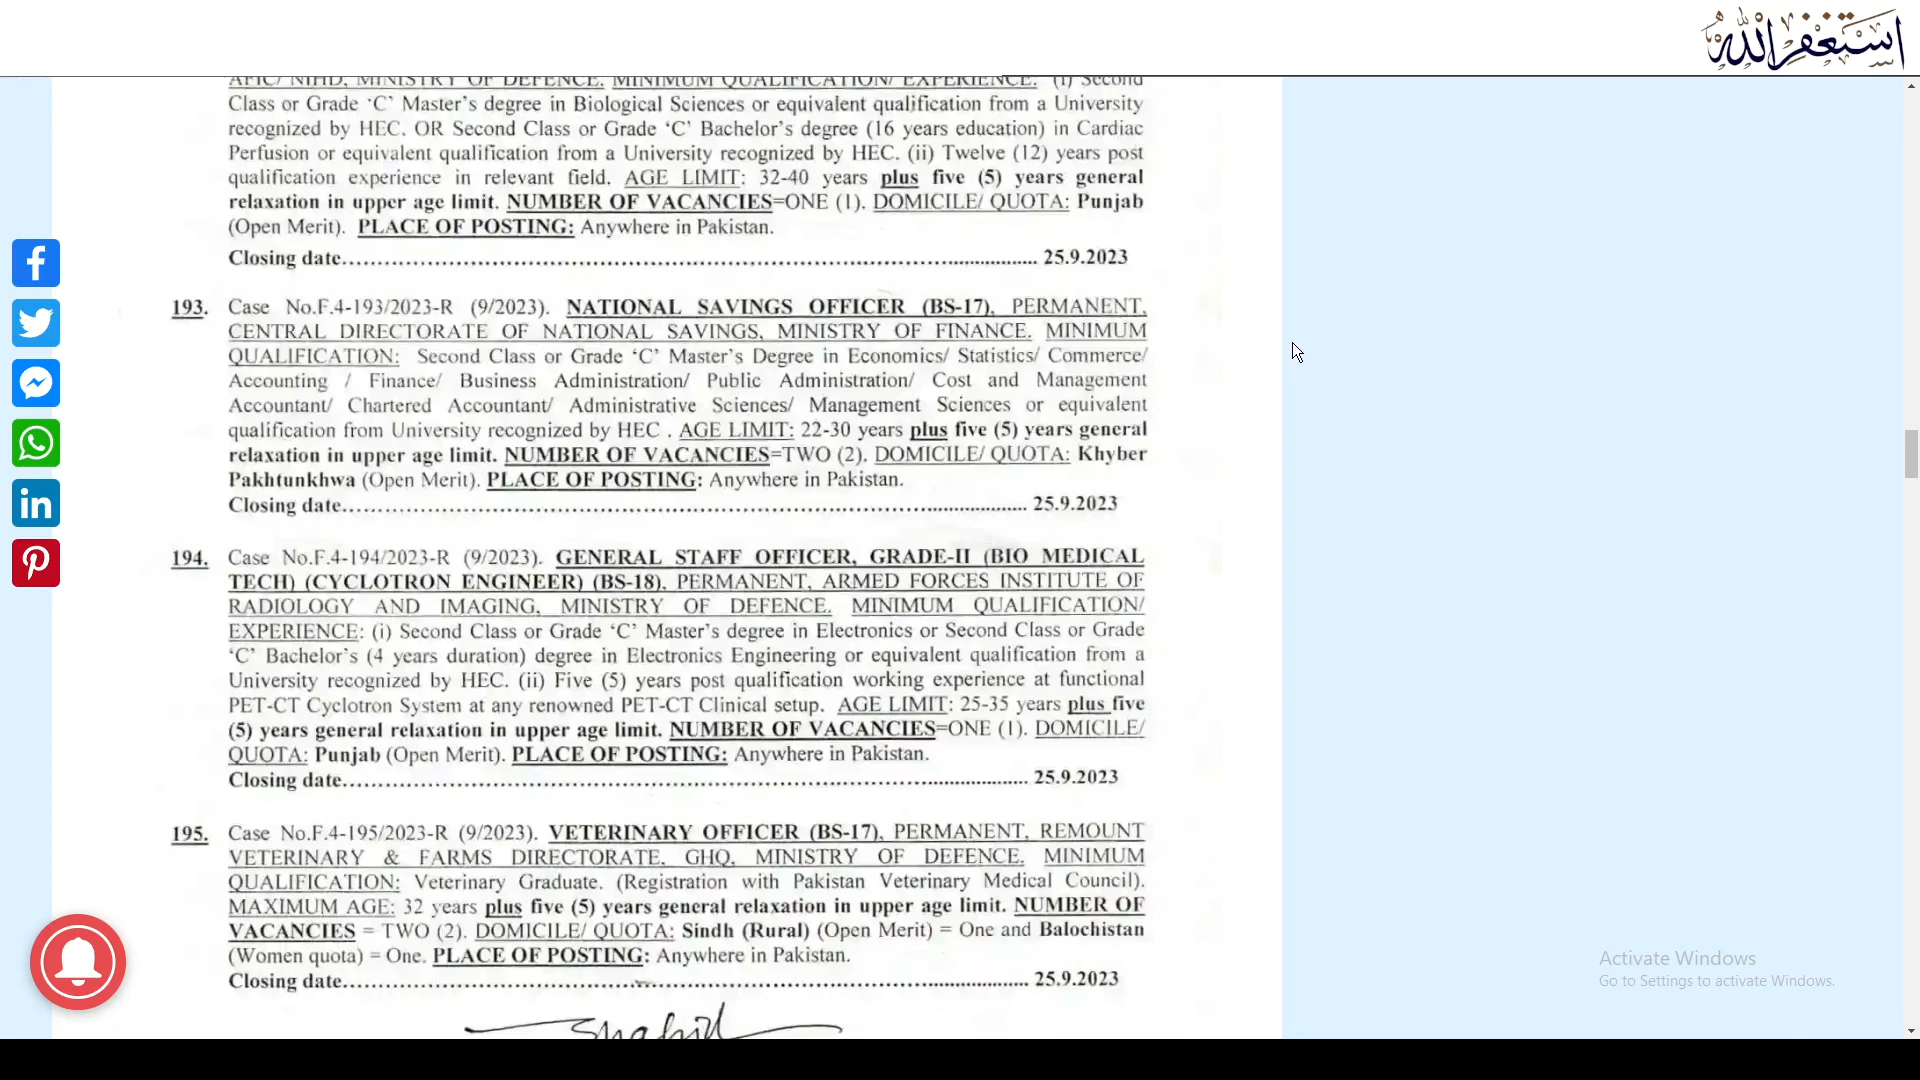 استغفر الله
AFIC/ NIHD, MINISTRY OF DEFENCE. MINIMUM QUALIFICATION/ EXPERIENCE: (i) Second
Class or Grade ‘C’ Master’s degree in Biological Sciences or equivalent qualification from a University
recognized by HEC. OR Second Class or Grade ‘C’ Bachelor’s degree (16 years education) in Cardiac
Perfusion or equivalent qualification from a University recognized by HEC. (ii) Twelve (12) years post
qualification experience in relevant field. AGE LIMIT: 32-40 years plus five (5) years general
relaxation in upper age limit. NUMBER OF VACANCIES=ONE (1). DOMICILE/ QUOTA: Punjab
(Open Merit). PLACE OF POSTING: Anywhere in Pakistan.
Closing date........................................................................................ 25.9.2023
193. Case No.F.4-193/2023-R (9/2023). NATIONAL SAVINGS OFFICER (BS-17), PERMANENT,
CENTRAL DIRECTORATE OF NATIONAL SAVINGS, MINISTRY OF FINANCE. MINIMUM
QUALIFICATION: Second Class or Grade ‘C’ Master’s Degree in Economics/ Statistics/ Commerce/
Accounting / Finance/ Business Administration/ Public Administration/ Cost and Management
Accountant/ Chartered Accountant/ Administrative Sciences/ Management Sciences or equivalent
qualification from University recognized by HEC . AGE LIMIT: 22-30 years plus five (5) years general
relaxation in upper age limit. NUMBER OF VACANCIES=TWO (2). DOMICILE/ QUOTA: Khyber
Pakhtunkhwa (Open Merit). PLACE OF POSTING: Anywhere in Pakistan.
Closing date........................................................................................ 25.9.2023
194. Case No.F.4-194/2023-R (9/2023). GENERAL STAFF OFFICER, GRADE-II (BIO MEDICAL
TECH) (CYCLOTRON ENGINEER) (BS-18), PERMANENT, ARMED FORCES INSTITUTE OF
RADIOLOGY AND IMAGING, MINISTRY OF DEFENCE. MINIMUM QUALIFICATION/
EXPERIENCE: (i) Second Class or Grade ‘C’ Master’s degree in Electronics or Second Class or Grade
‘C’ Bachelor’s (4 years duration) degree in Electronics Engineering or equivalent qualification from a
University recognized by HEC. (ii) Five (5) years post qualification working experience at functional
PET-CT Cyclotron System at any renowned PET-CT Clinical setup. AGE LIMIT: 25-35 years plus five
(5) years general relaxation in upper age limit. NUMBER OF VACANCIES=ONE (1). DOMICILE/
QUOTA: Punjab (Open Merit). PLACE OF POSTING: Anywhere in Pakistan.
Closing date........................................................................................ 25.9.2023
195. Case No.F.4-195/2023-R (9/2023). VETERINARY OFFICER (BS-17), PERMANENT, REMOUNT
VETERINARY & FARMS DIRECTORATE, GHQ, MINISTRY OF DEFENCE. MINIMUM
QUALIFICATION: Veterinary Graduate. (Registration with Pakistan Veterinary Medical Council).
MAXIMUM AGE: 32 years plus five (5) years general relaxation in upper age limit. NUMBER OF
VACANCIES = TWO (2). DOMICILE/ QUOTA: Sindh (Rural) (Open Merit) = One and Balochistan
(Women quota) = One. PLACE OF POSTING: Anywhere in Pakistan.
Closing date........................................................................................ 25.9.2023
Shahid
Activate Windows
Go to Settings to activate Windows.